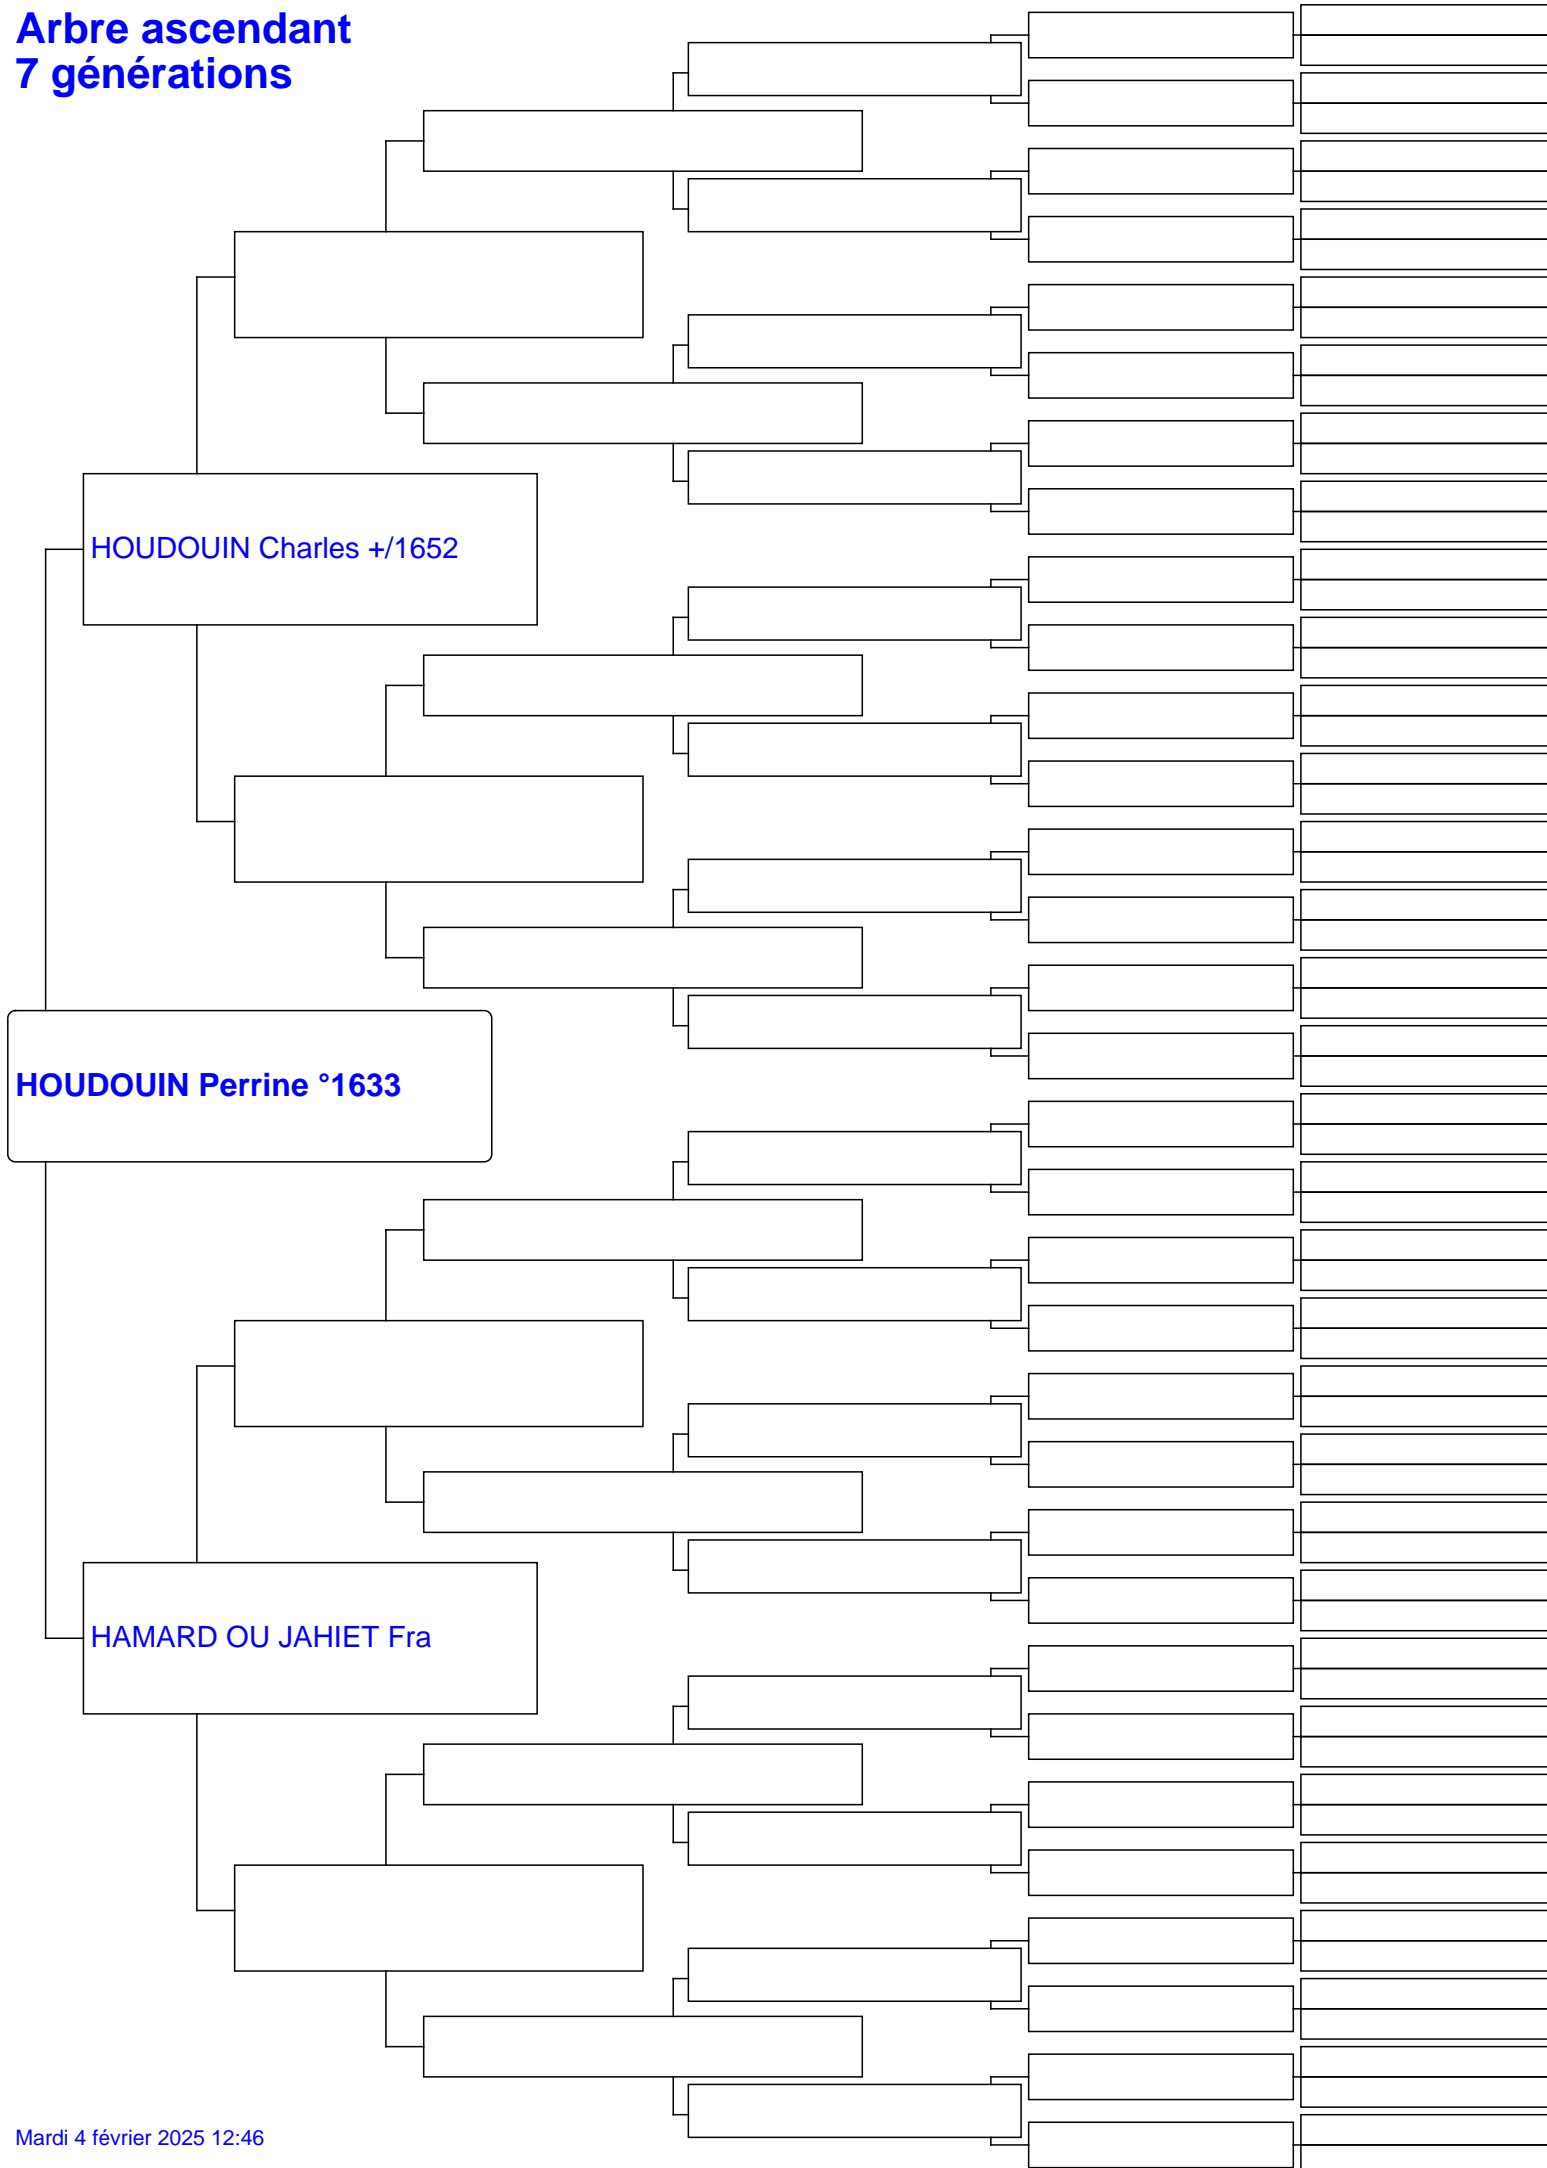 Arbre ascendant
7 générations
HOUDOUIN Charles +/1652
HOUDOUIN Perrine °1633
HAMARD OU JAHIET Fra
Mardi 4 février 2025 12:46